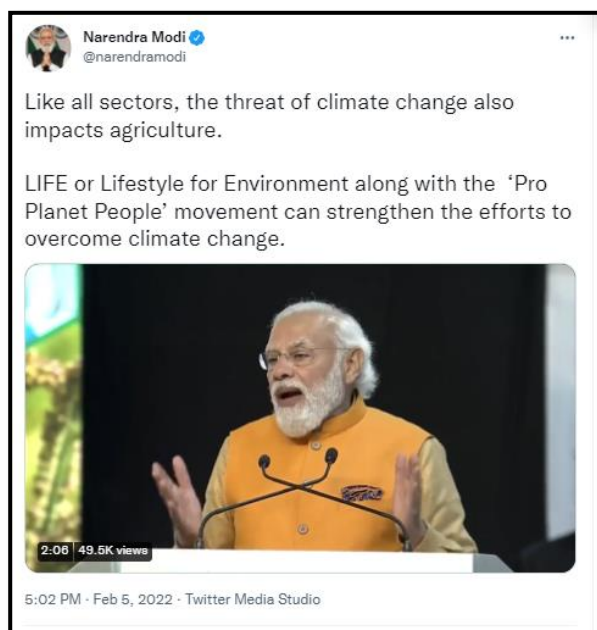 Narendra Modi
@narendramodi
Like all sectors, the threat of climate change also
impacts agriculture.
LIFE or Lifestyle for Environment along with the ‘Pro
Planet People’ movement can strengthen the efforts to
overcome climate change.
2:06 49.5K views
5:02 PM · Feb 5, 2022 · Twitter Media Studio